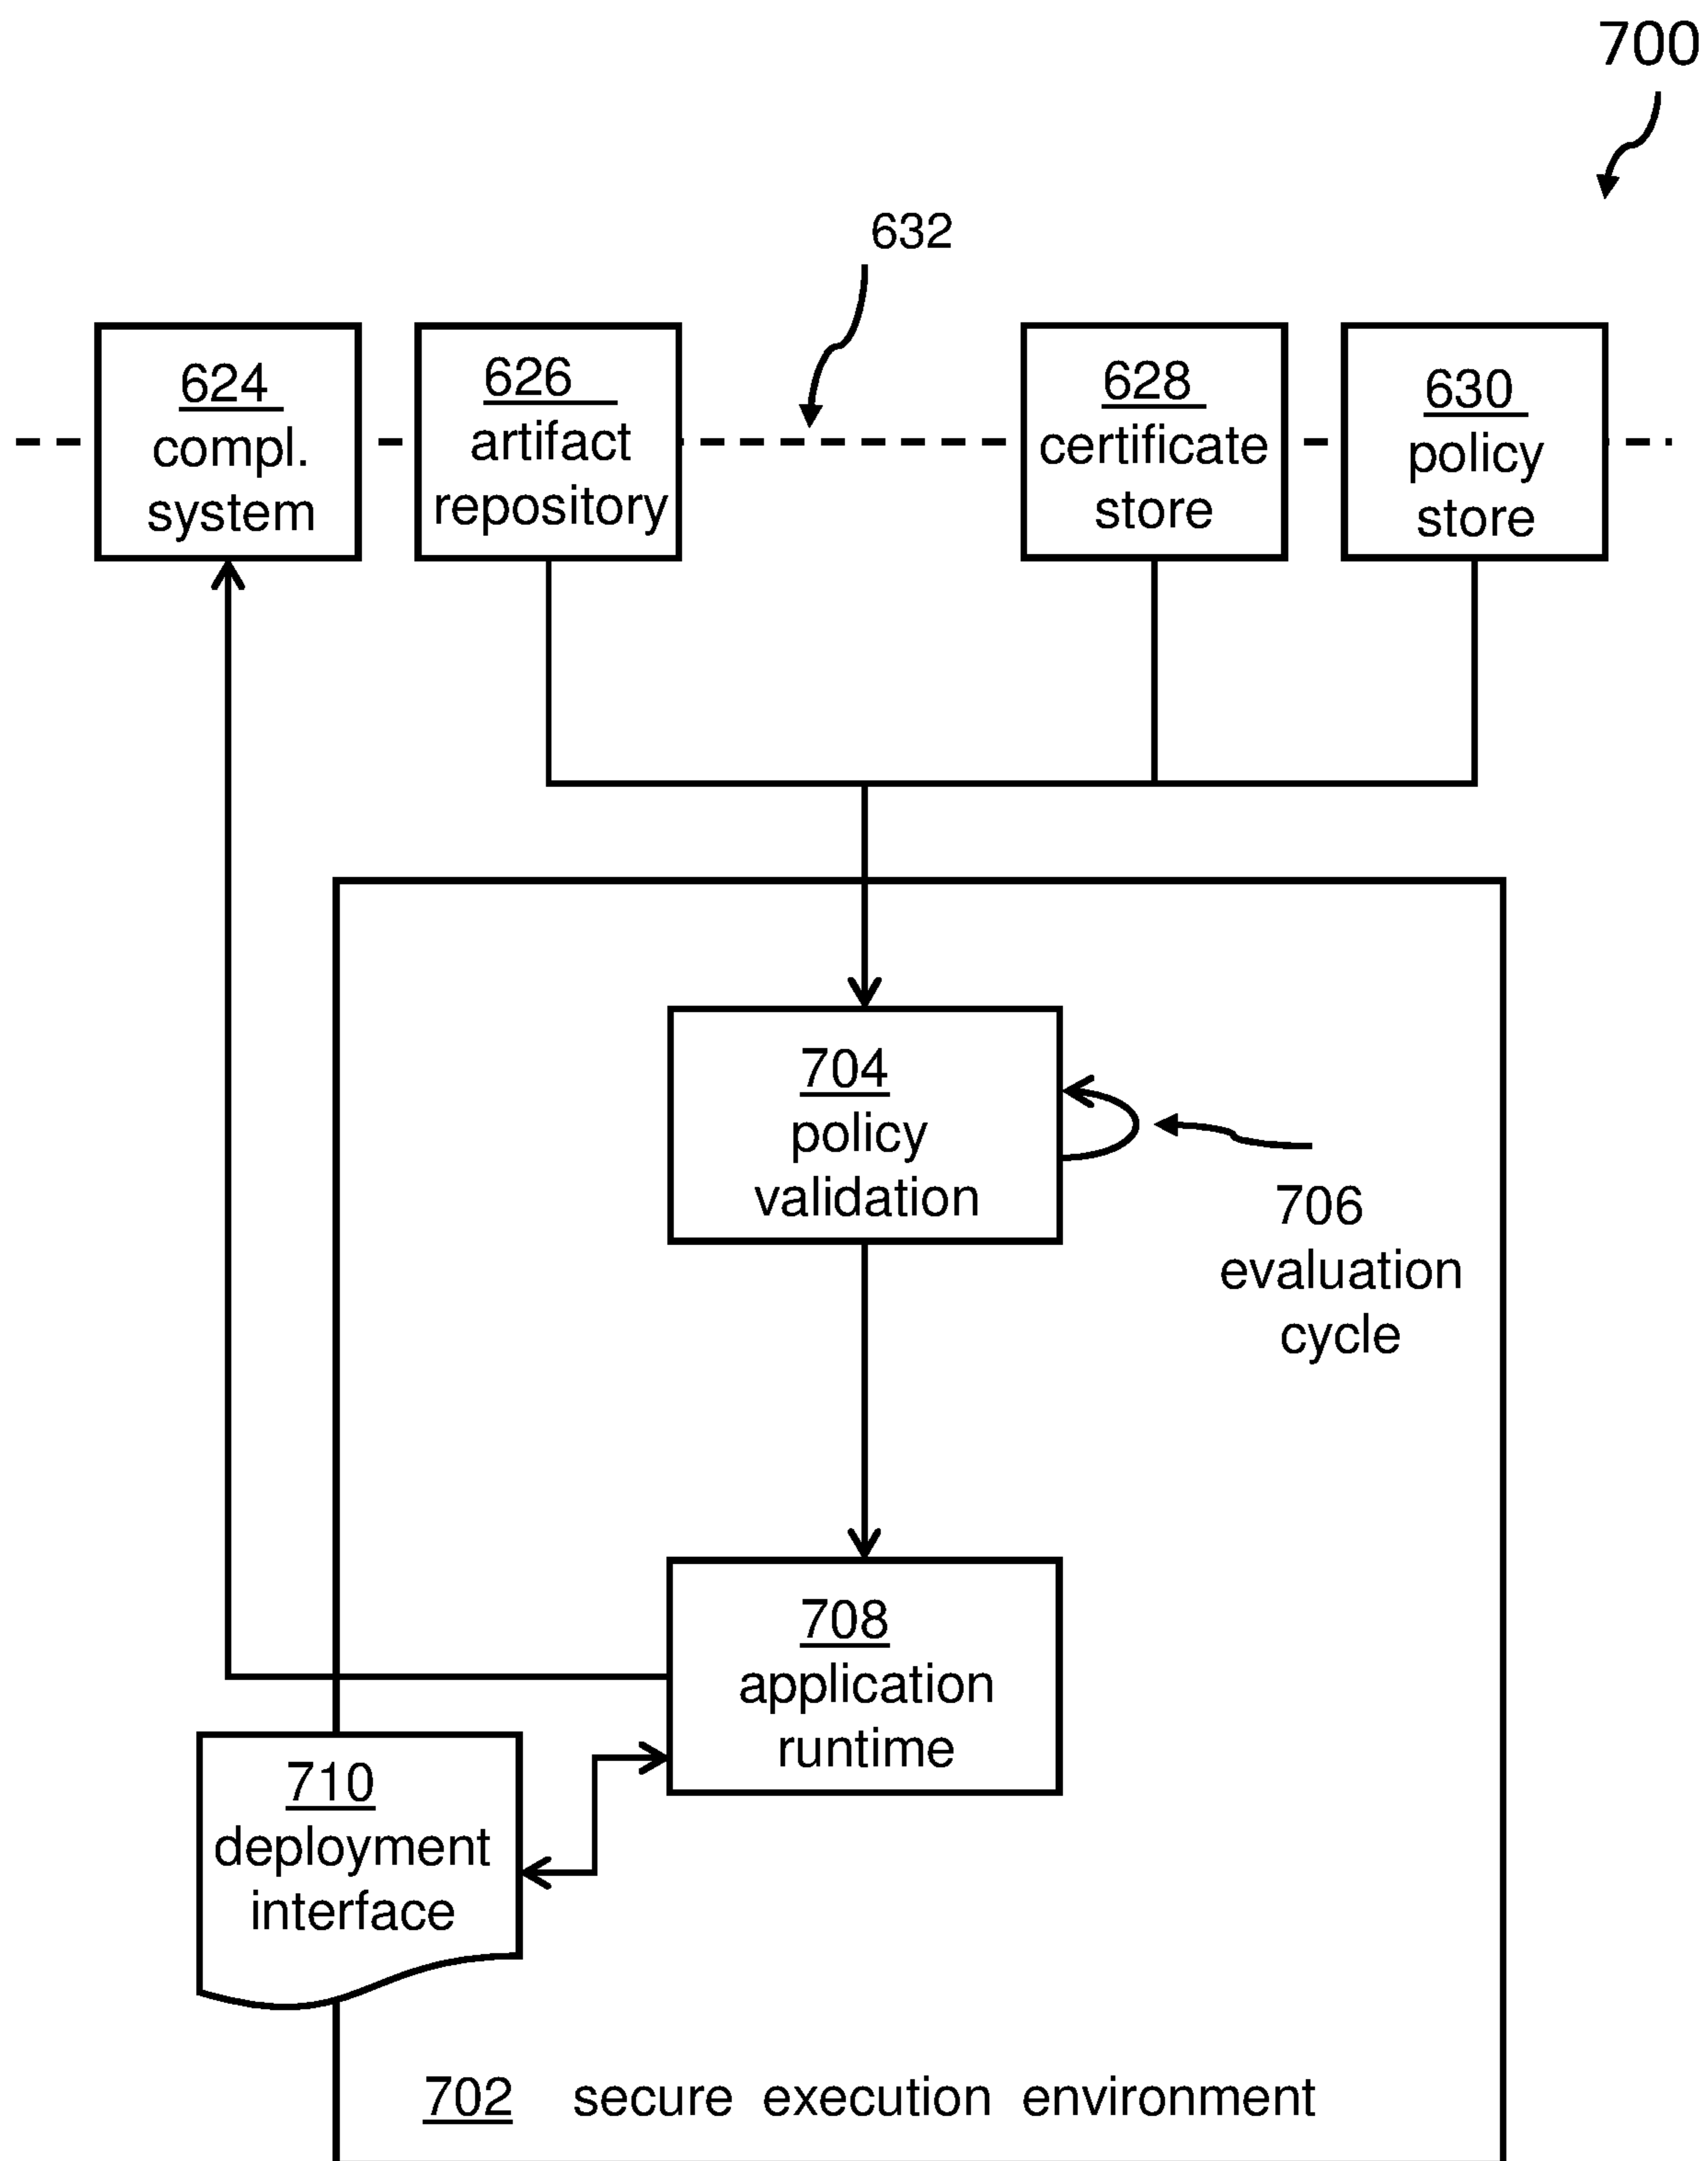 700
632
624
compl.
system
626
artifact
repository
628
certificate
store
630
policy
store
704
policy
validation
706
evaluation
cycle
708
application
runtime
710
deployment
interface
702 secure execution environment